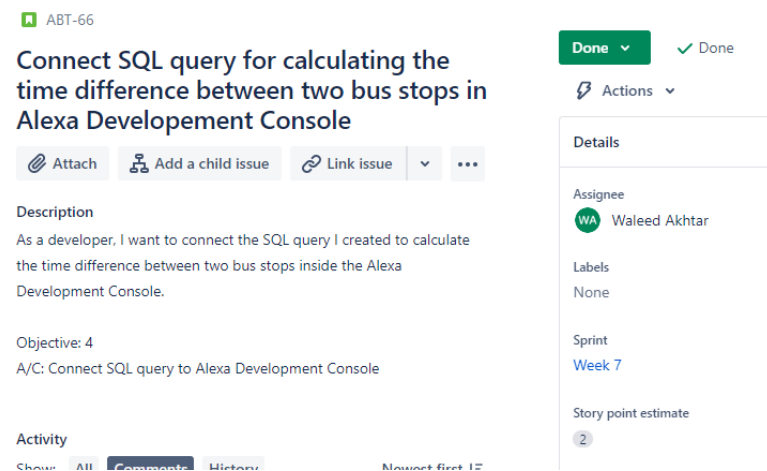 ABT-66
Connect SQL query for calculating the
time difference between two bus stops in
Alexa Developement Console
Attach
Add a child issue
Link issue
Description
As a developer, I want to connect the SQL query I created to calculate
the time difference between two bus stops inside the Alexa
Development Console.
Objective: 4
A/C: Connect SQL query to Alexa Development Console
Activity
Show: All Comments History Newest first
Done
Done
Actions
Details
Assignee
WA Waleed Akhtar
Labels
None
Sprint
Week 7
Story point estimate
2